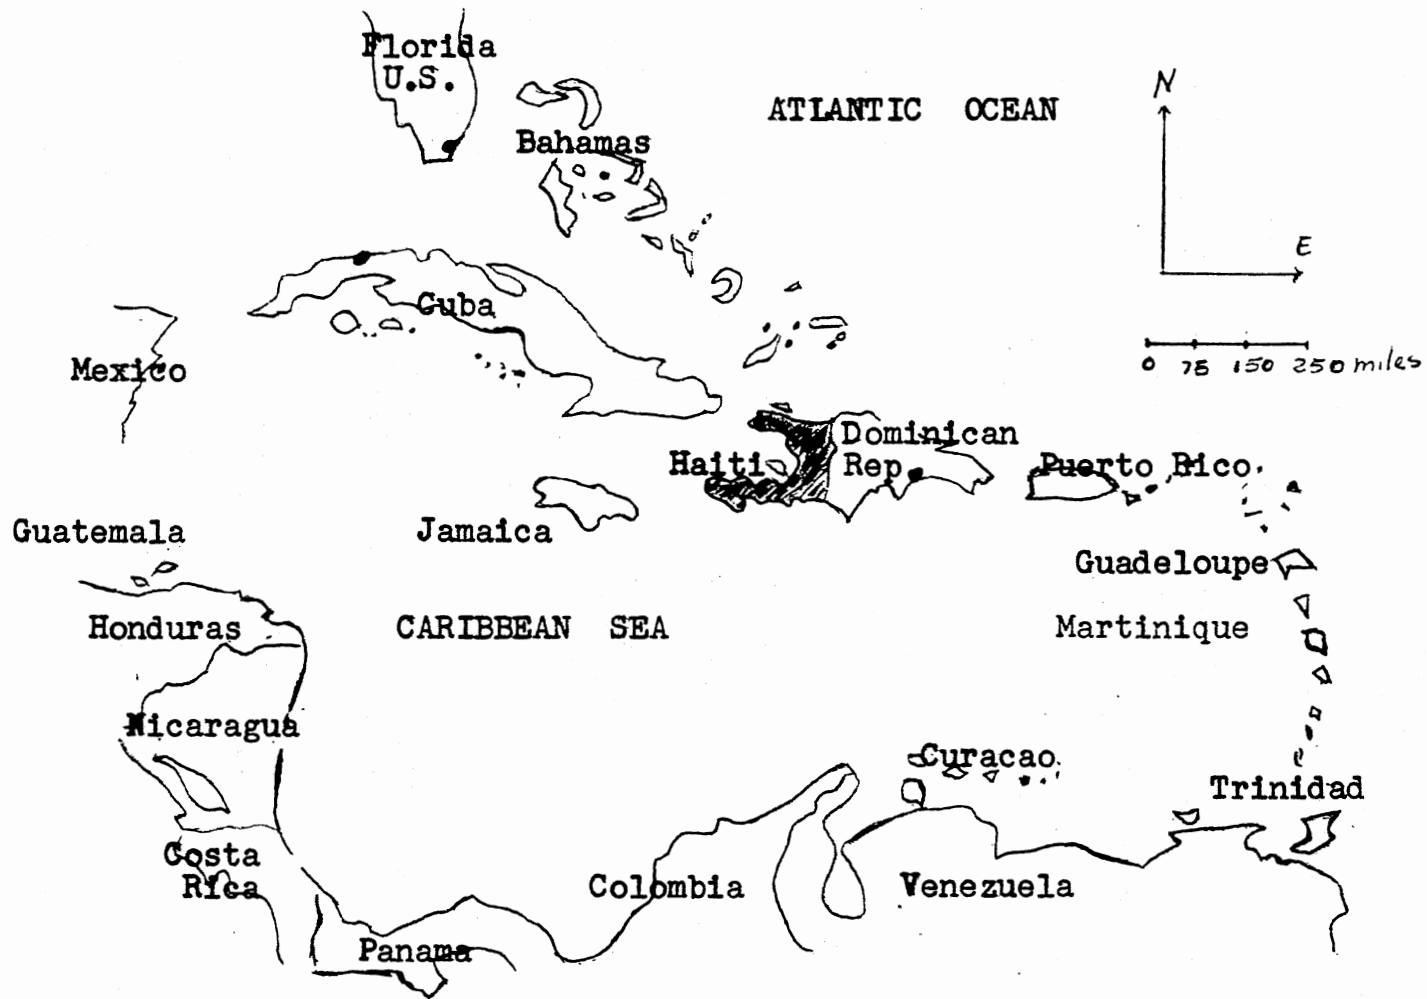 Florida
U.S.
ATLANTIC OCEAN
N
Bahamas
E
Cuba
Mexico
0 75 150 250 miles
Dominican
Haiti Rep. Puerto Rico
Guatemala Jamaica
Guadeloupe
Honduras CARIBBEAN SEA Martinique
Nicaragua
Curacao
Trinidad
Costa
Rica Colombia Venezuela
Panama